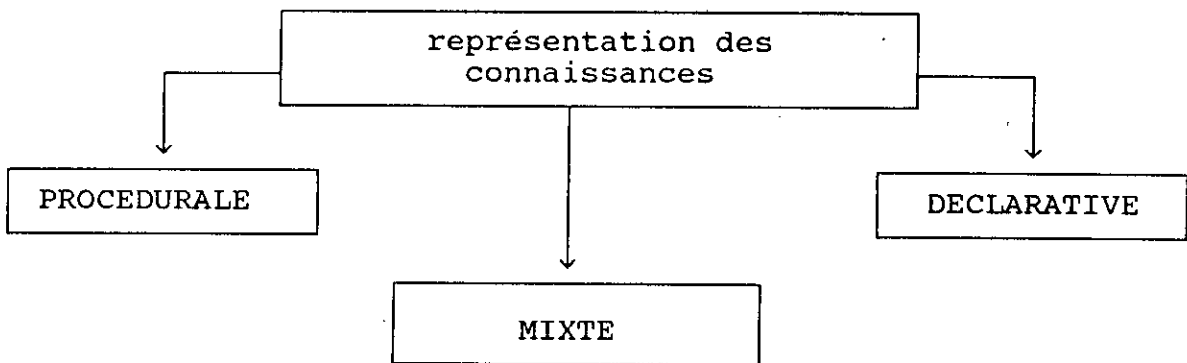 représentation des
connaissances
PROCEDURALE
DECLARATIVE
MIXTE